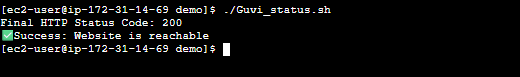 [ec2-user@ip-172-31-14-69 demo]$ ./Guvi_status.sh
Final HTTP Status Code: 200
✅Success: Website is reachable
[ec2-user@ip-172-31-14-69 demo]$